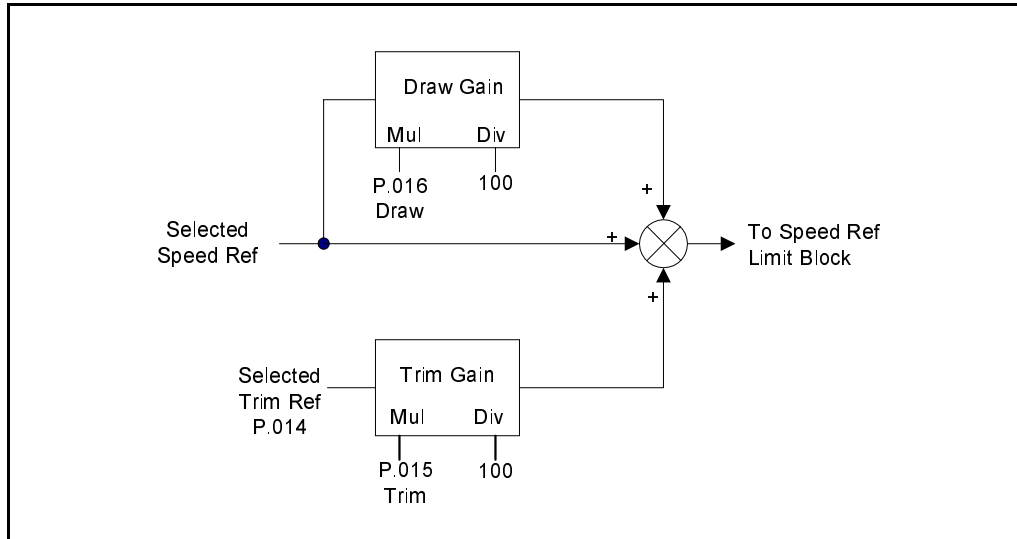 Draw Gain
Mul Div
P.016 100
Draw
+
Selected
Speed Ref
+
To Speed Ref
Limit Block
+
Selected
Trim Ref
P.014
Trim Gain
Mul Div
P.015 100
Trim